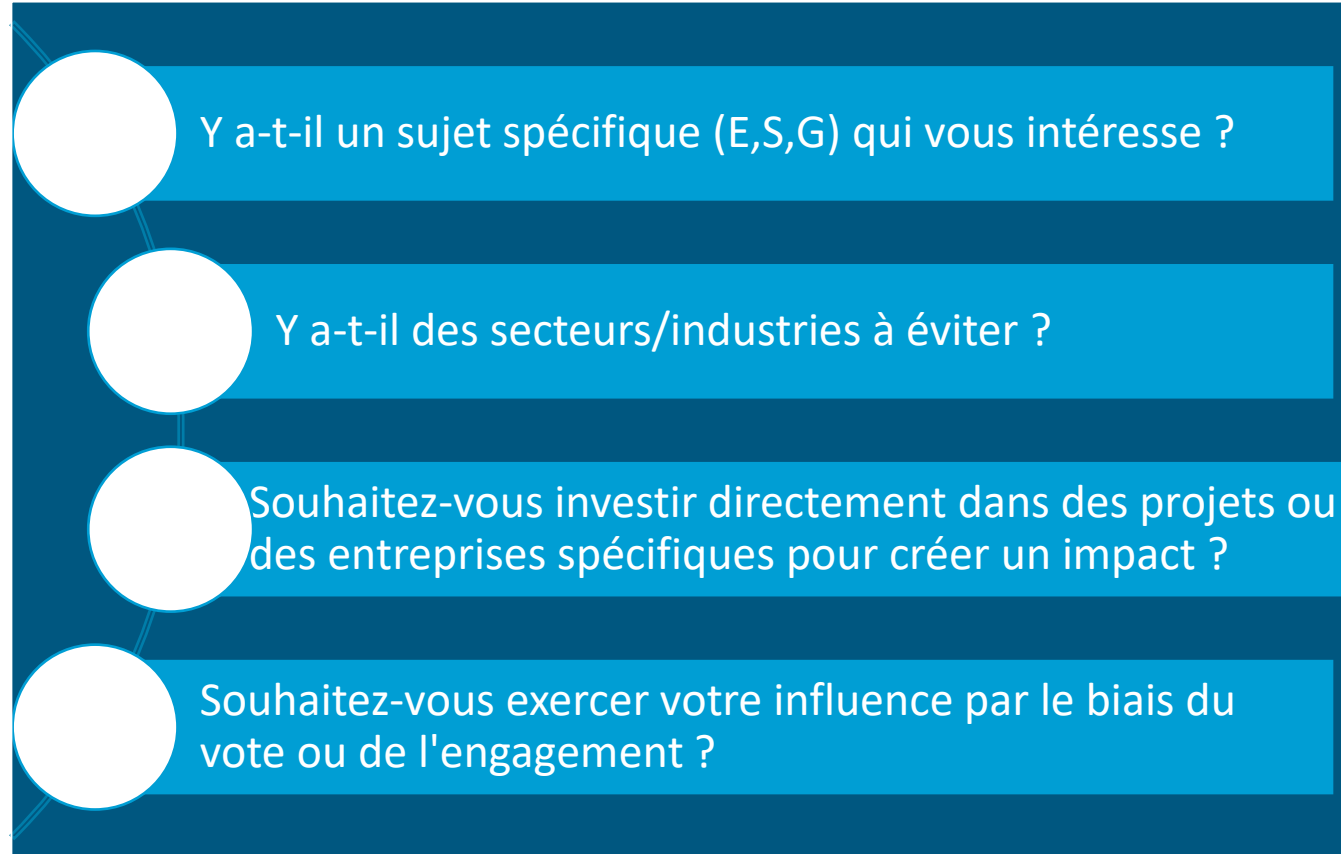 Y a-t-il un sujet spécifique (E,S,G) qui vous intéresse ?
Y a-t-il des secteurs/industries à éviter ?
Souhaitez-vous investir directement dans des projets ou
des entreprises spécifiques pour créer un impact ?
Souhaitez-vous exercer votre influence par le biais du
vote ou de l'engagement ?